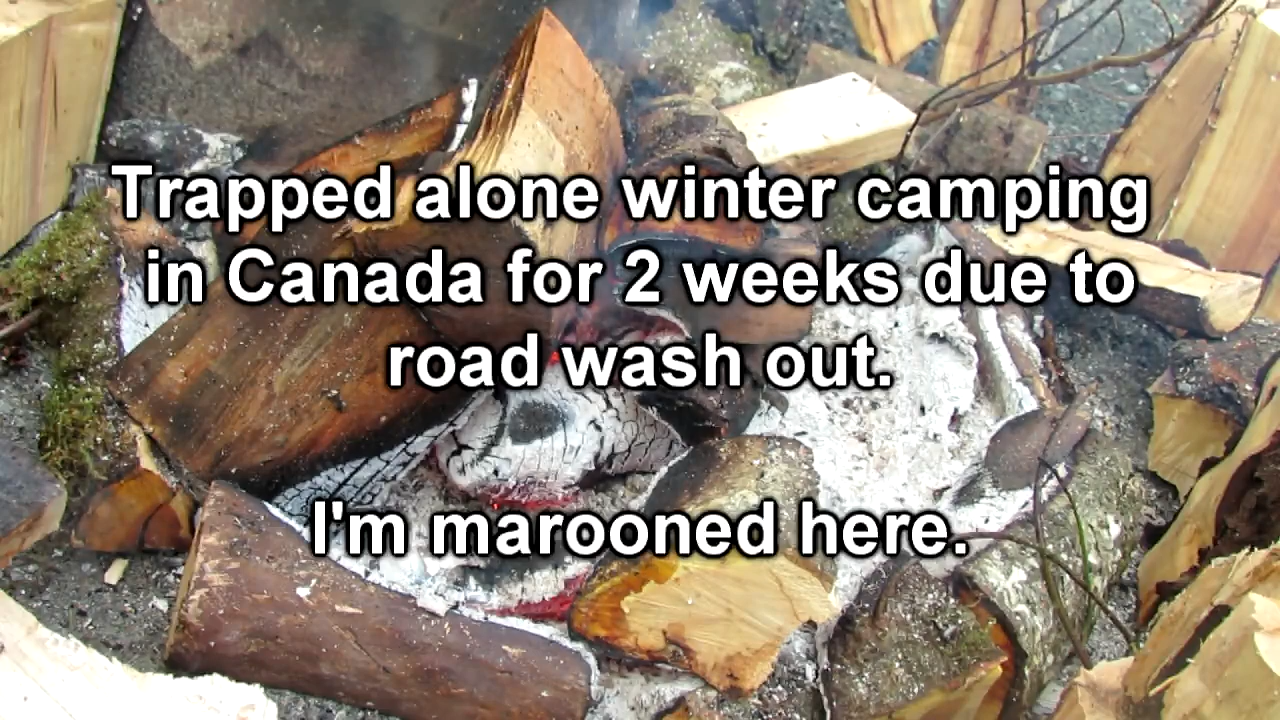 Trapped alone winter camping
in Canada for 2 weeks due to
road wash out.
I'm marooned here.